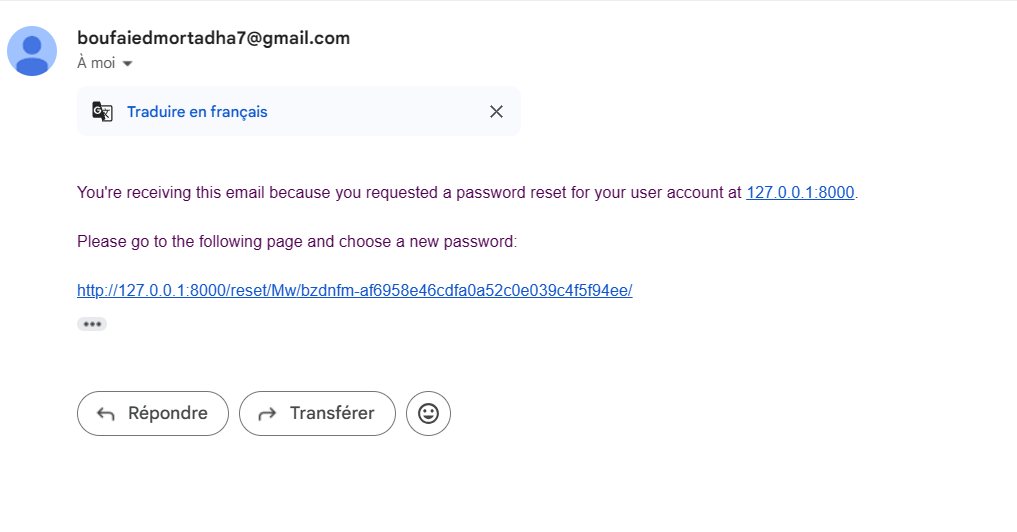 boufaiedmortadha7@gmail.com
À moi
Traduire en français
You're receiving this email because you requested a password reset for your user account at 127.0.0.1:8000.
Please go to the following page and choose a new password:
http://127.0.0.1:8000/reset/Mw/bzdnfm-af6958e46cdfa0a52c0e039c4f5f94ee/
Répondre
Transférer